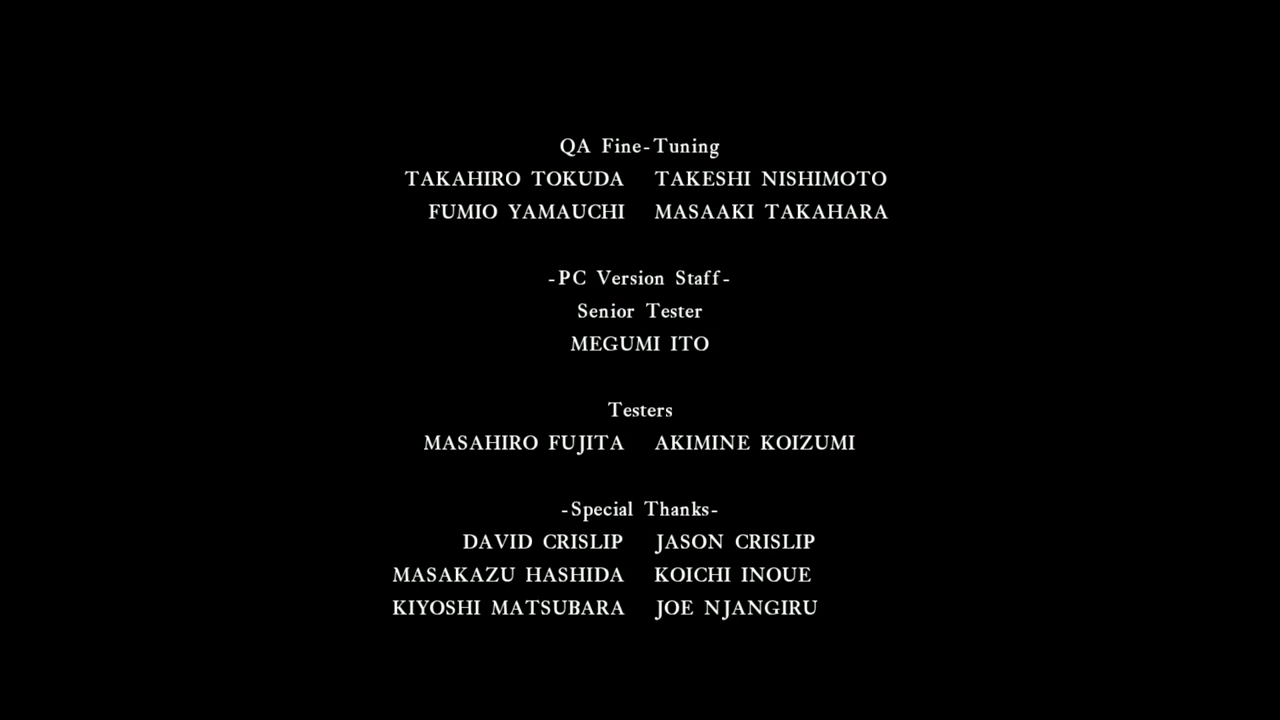 QA Fine-Tuning
TAKAHIRO TOKUDA TAKESHI NISHIMOTO
FUMIO YAMAUCHI MASAAKI TAKAHARA
-PC Version Staff-
Senior Tester
MEGUMI ITO
Testers
MASAHIRO FUJITA AKIMINE KOIZUMI
-Special Thanks-
DAVID CRISLIP JASON CRISLIP
MASAKAZU HASHIDA KOICHI INOUE
KIYOSHI MATSUBARA JOE NJANGIRU